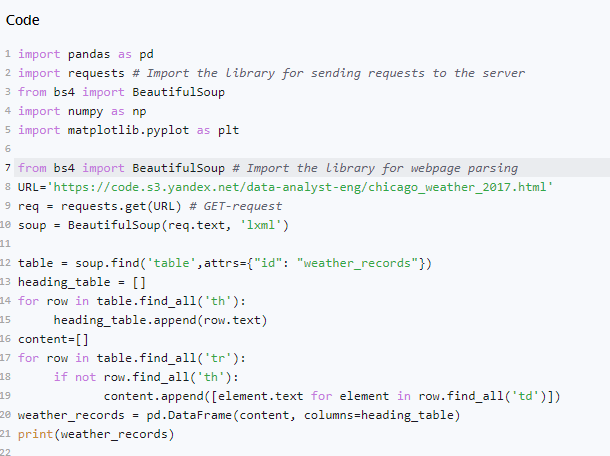 Code
1 import pandas as pd
2 import requests # Import the library for sending requests to the server
3 from bs4 import BeautifulSoup
4 import numpy as np
5 import matplotlib.pyplot as plt
6
7 from bs4 import BeautifulSoup # Import the library for webpage parsing
8 URL='https://code.s3.yandex.net/data-analyst-eng/chicago_weather_2017.html'
9 req = requests.get(URL) # GET-request
10 soup = BeautifulSoup(req.text, 'lxml')
11
12 table = soup.find('table',attrs={"id": "weather_records"})
13 heading_table = []
14 for row in table.find_all('th'):
15     heading_table.append(row.text)
16 content=[]
17 for row in table.find_all('tr'):
18     if not row.find_all('th'):
19            content.append([element.text for element in row.find_all('td')])
20 weather_records = pd.DataFrame(content, columns=heading_table)
21 print(weather_records)
22